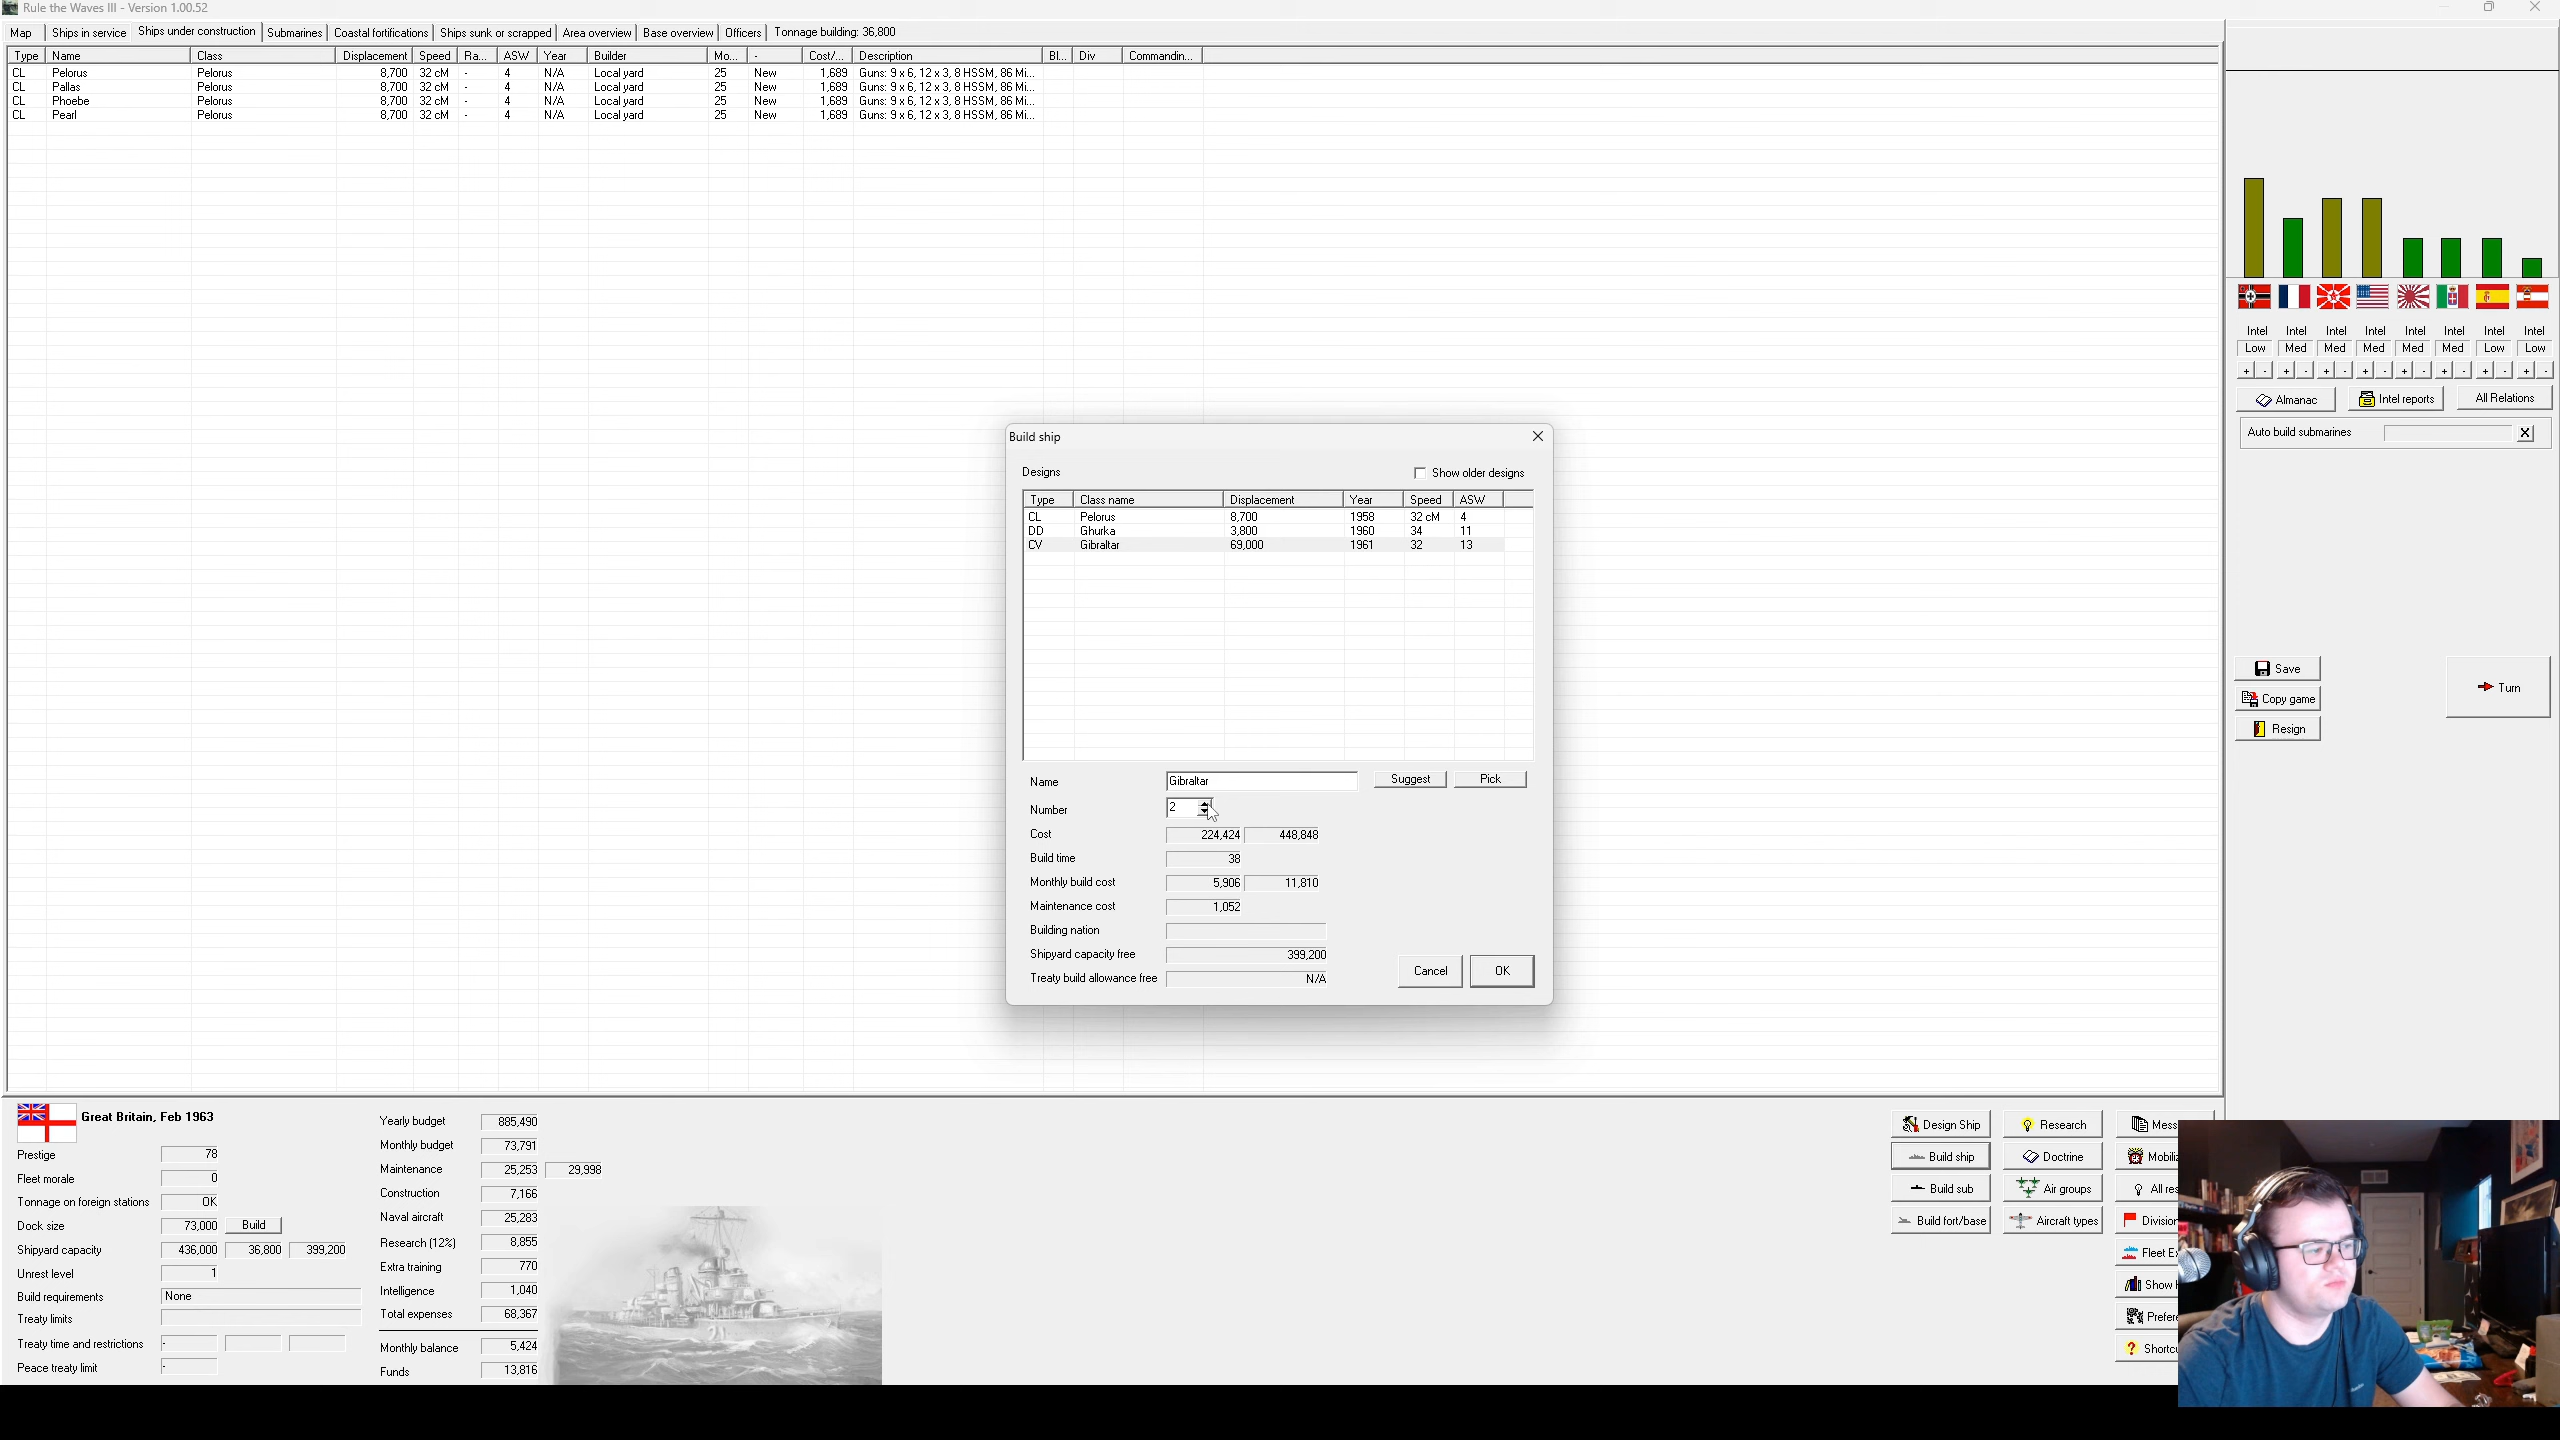 Rule the Waves III - Version 1.00.52
Map Ships in service Ships under construction Submarines Coastal fortifications Ships sunk or scrapped Area overview Base overview Officers Tonnage building: 36,800
Type Name Class Displacement Speed Ra... ASW Year Builder Mo... - Cost/... Description Bl... Div Commandin...
CL Pelorus Pelorus 8,700 32 cM - 4 N/A Local yard 25 New 1,689 Guns: 9 x 6, 12 x 3, 8 HSSM, 86 Mi...
CL Pallas Pelorus 8,700 32 cM - 4 N/A Local yard 25 New 1,689 Guns: 9 x 6, 12 x 3, 8 HSSM, 86 Mi...
CL Phoebe Pelorus 8,700 32 cM - 4 N/A Local yard 25 New 1,689 Guns: 9 x 6, 12 x 3, 8 HSSM, 86 Mi...
CL Pearl Pelorus 8,700 32 cM - 4 N/A Local yard 25 New 1,689 Guns: 9 x 6, 12 x 3, 8 HSSM, 86 Mi...
Intel Intel Intel Intel Intel Intel Intel Intel
Low Med Med Med Med Med Low Low
+ - + - + - + - + - + - + - + -
Almanac Intel reports All Relations
Auto build submarines X
Save
Copy game
Resign
Turn
Build ship
Designs Show older designs
Type Class name Displacement Year Speed ASW
CL Pelorus 8,700 1958 32 cM 4
DD Ghurka 3,800 1960 34 11
CV Gibraltar 69,000 1961 32 13
Name Gibraltar Suggest Pick
Number 2
Cost 224,424 448,848
Build time 38
Monthly build cost 5,906 11,810
Maintenance cost 1,052
Building nation
Shipyard capacity free 399,200
Treaty build allowance free N/A
Cancel OK
Great Britain, Feb 1963
Prestige 78
Fleet morale 0
Tonnage on foreign stations OK
Dock size 73,000 Build
Shipyard capacity 436,000 36,800 399,200
Unrest level 1
Build requirements None
Treaty limits
Treaty time and restrictions -
Peace treaty limit -
Yearly budget 885,490
Monthly budget 73,791
Maintenance 25,253 29,998
Construction 7,166
Naval aircraft 25,283
Research (12%) 8,855
Extra training 770
Intelligence 1,040
Total expenses 68,367
Monthly balance 5,424
Funds 13,816
Design Ship Research Mess
Build ship Doctrine Mobiliz
Build sub Air groups All res
Build fort/base Aircraft types Division
Fleet Ex
Show
Prefere
Shortcu